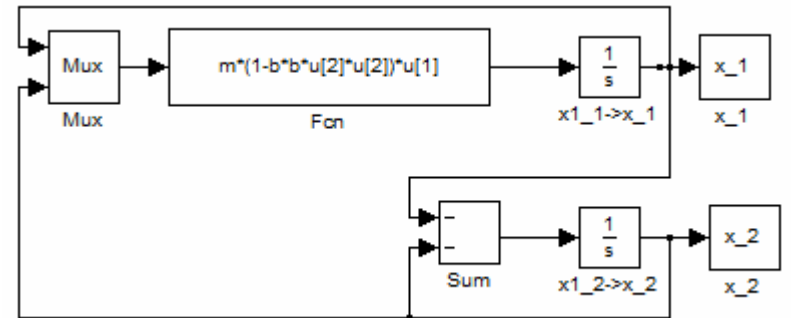 Mux
Mux
m*(1-b*b*u[2]*u[2])*u[1]
Fcn
1
s
x1_1->x_1
x_1
x_1
−
−
Sum
1
s
x1_2->x_2
x_2
x_2